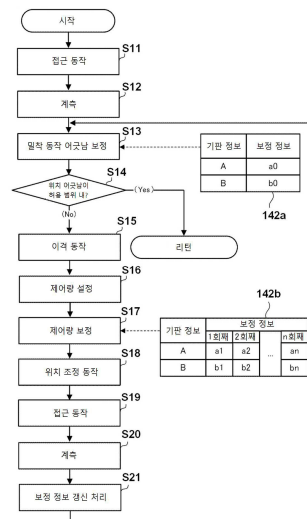 시작
S11
접근 동작
S12
계측
S13
밀착 동작 어긋남 보정
기판 정보 보정 정보
A a0
B b0
142a
S14
위치 어긋남이
허용 범위 내?
(Yes)
(No)
리턴
S15
이격 동작
S16
제어량 설정
142b
S17
제어량 보정
기판 정보 보정 정보
1회째 2회째 ... n회째
A a1 a2 an
B b1 b2 bn
S18
위치 조정 동작
S19
접근 동작
S20
계측
S21
보정 정보 갱신 처리